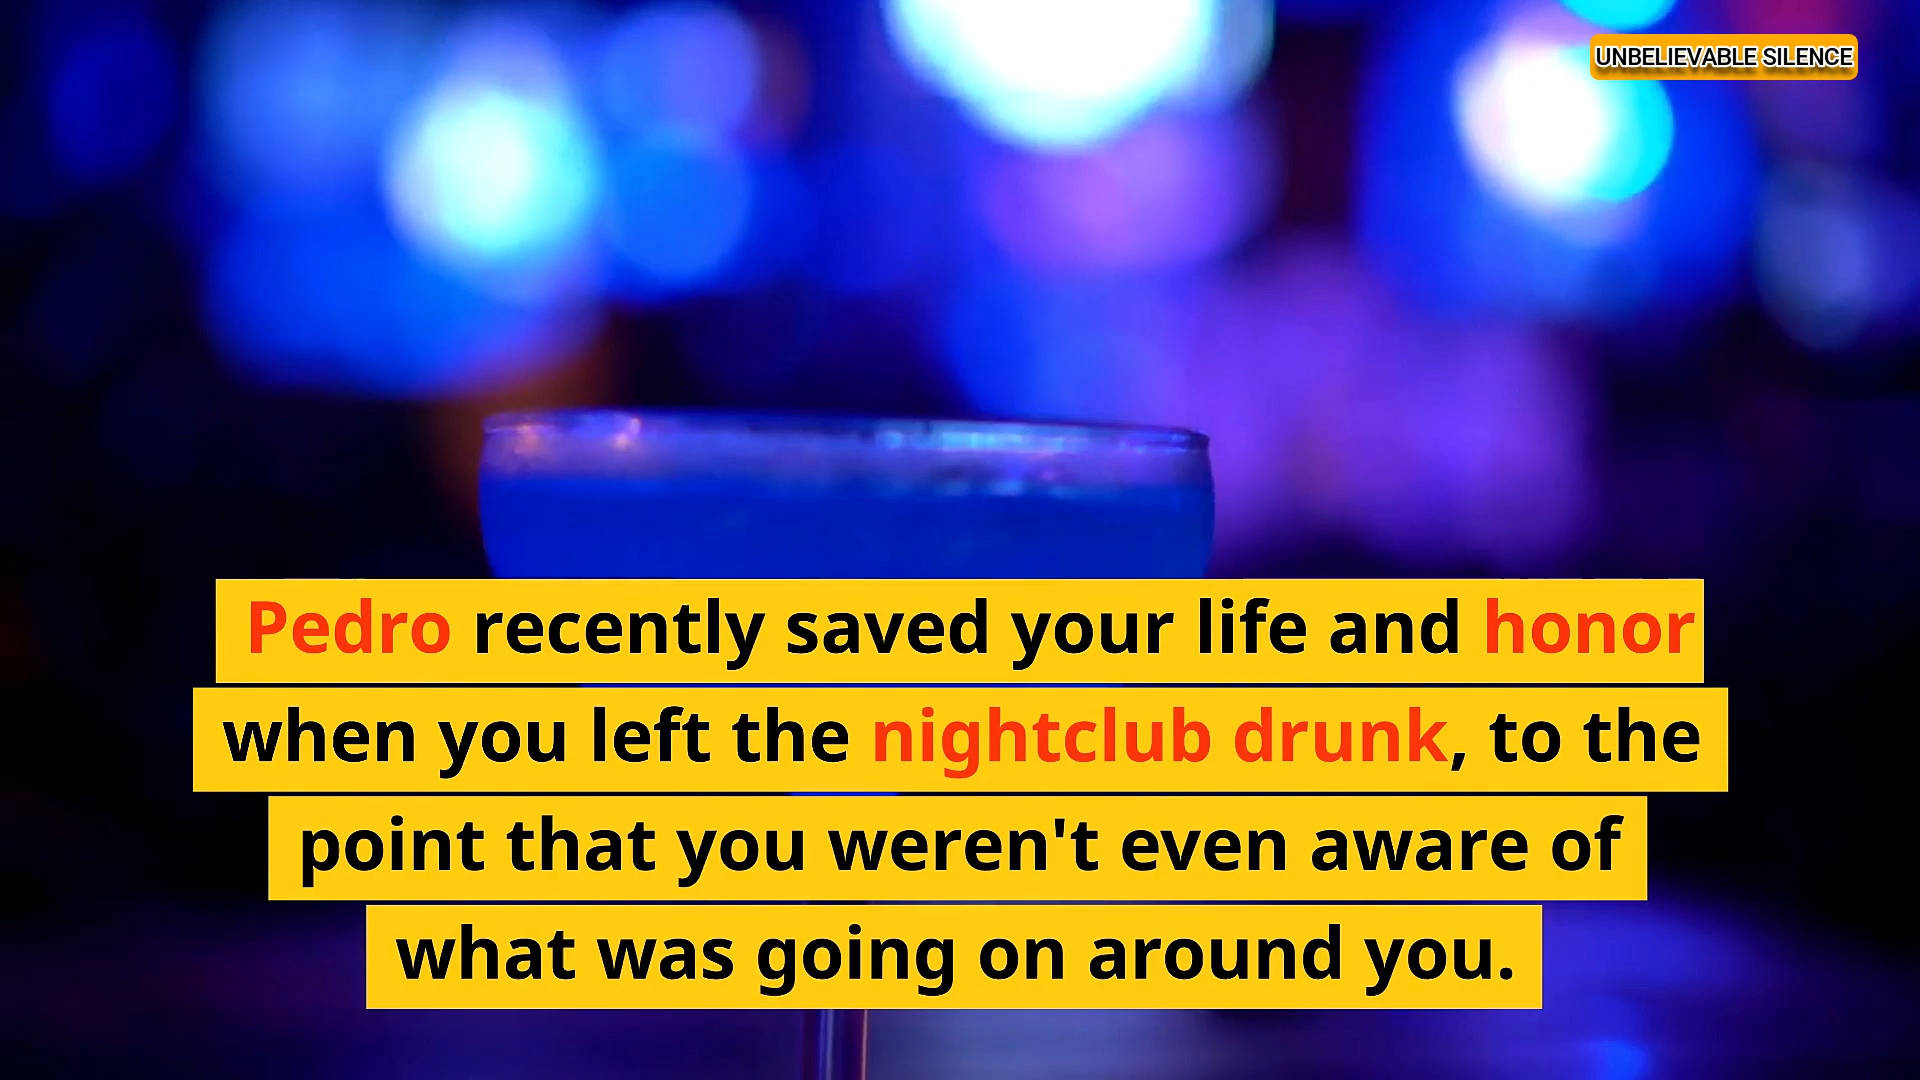 UNBELIEVABLE SILENCE
Pedro recently saved your life and honor
when you left the nightclub drunk, to the
point that you weren't even aware of
what was going on around you.